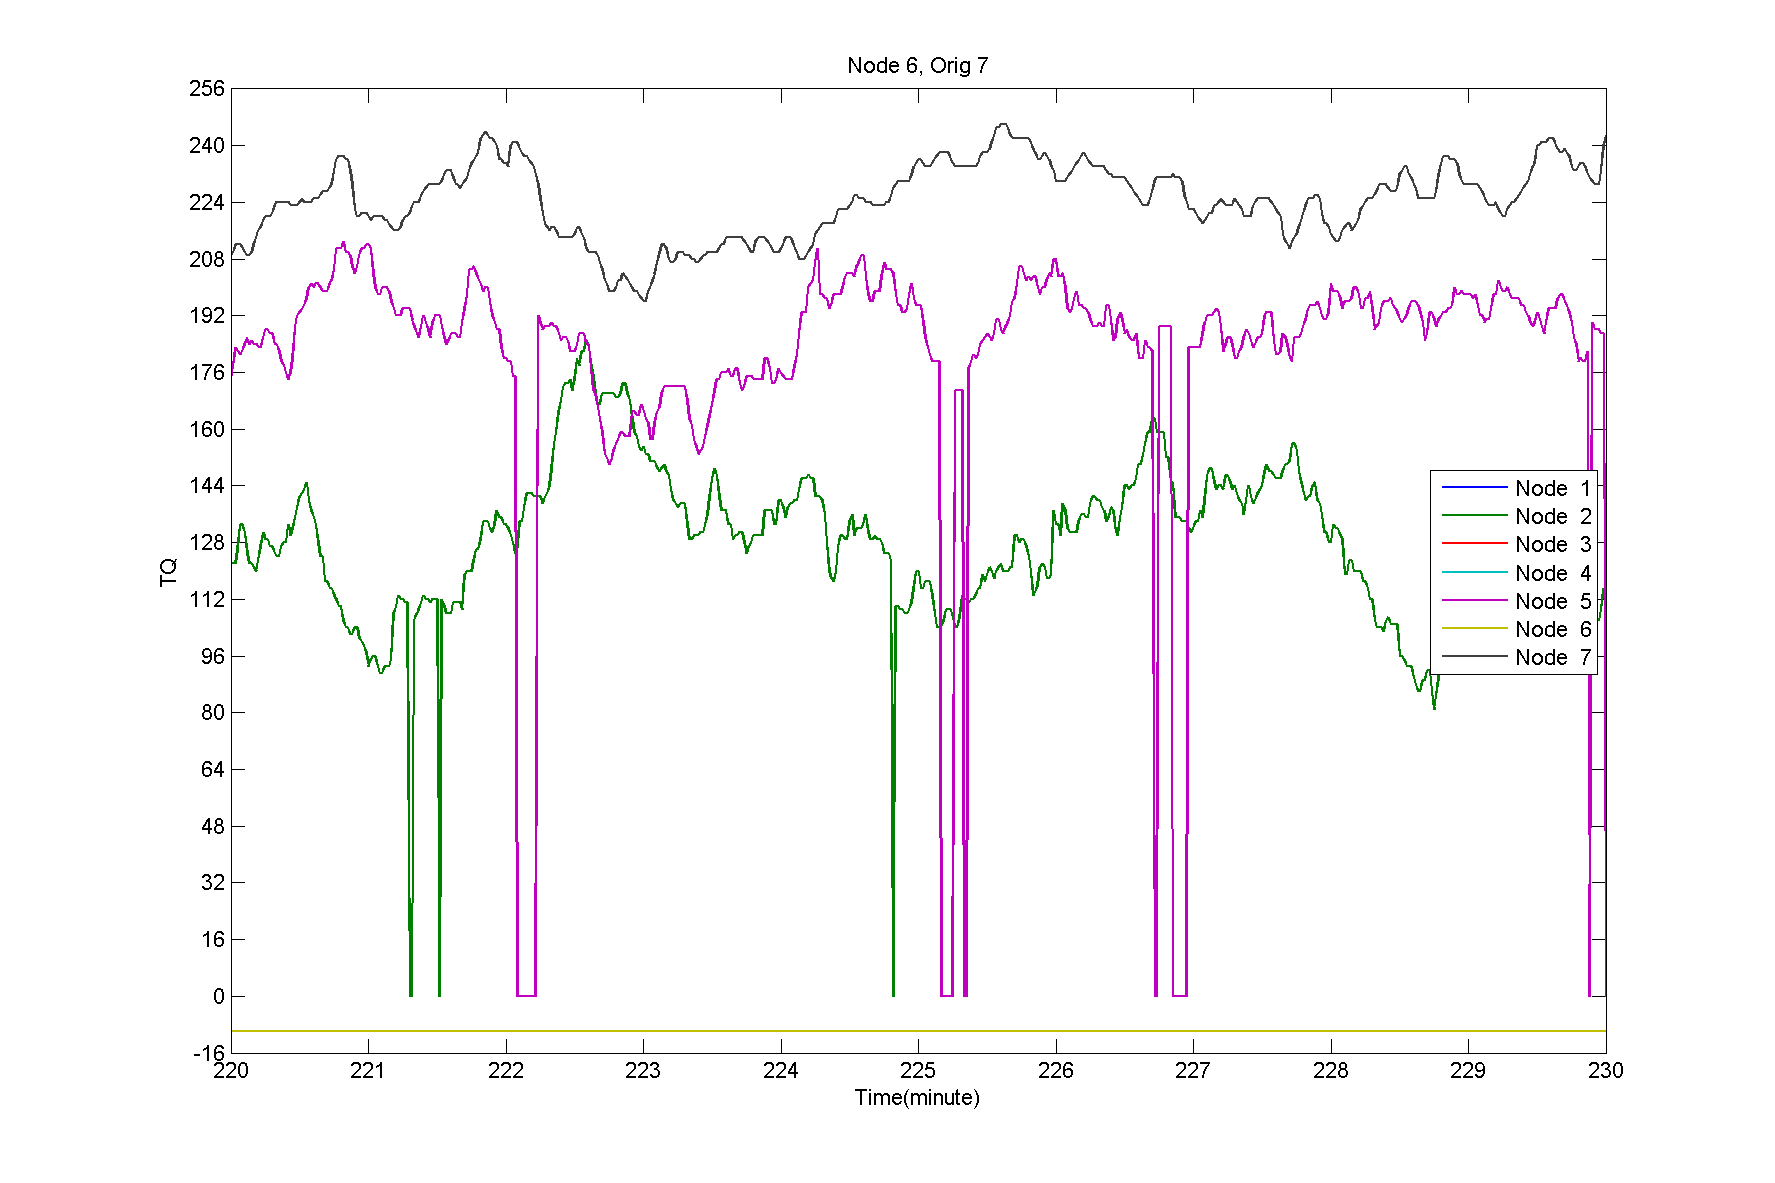 Node 6, Orig 7
256
240
224
208
192
176
160
144
128
112
96
80
64
48
32
16
0
-16
TQ
220 221 222 223 224 225 226 227 228 229 230
Time(minute)
Node 1
Node 2
Node 3
Node 4
Node 5
Node 6
Node 7